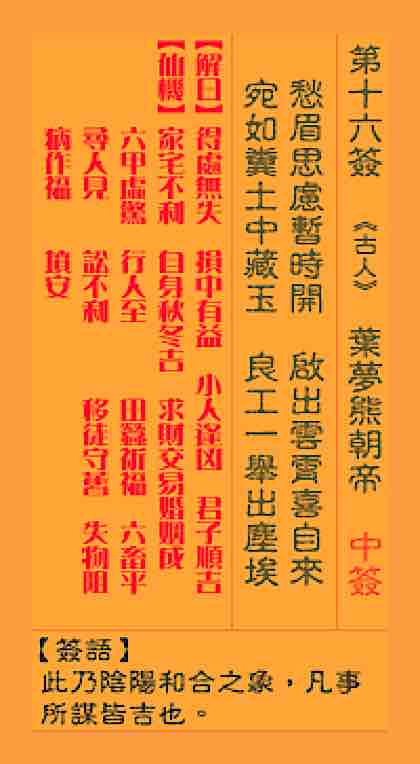 第十六簽 《古人》 葉夢熊朝帝 中簽
愁眉思慮暫時開 啟出雲霄喜自來
宛如糞土中藏玉 良工一舉出塵埃
【解曰】 得處無失 損中有益 小人逢凶 君子順吉
【仙機】 家宅不利 自身秋冬吉 求財交易婚姻成
六甲虛驚 行人至 田蠶祈福 六畜平
尋人見 訟不利 移徒守舊 失物阻
病作福 墳安
【簽語】
此乃陰陽和合之象，凡事
所謀皆吉也。